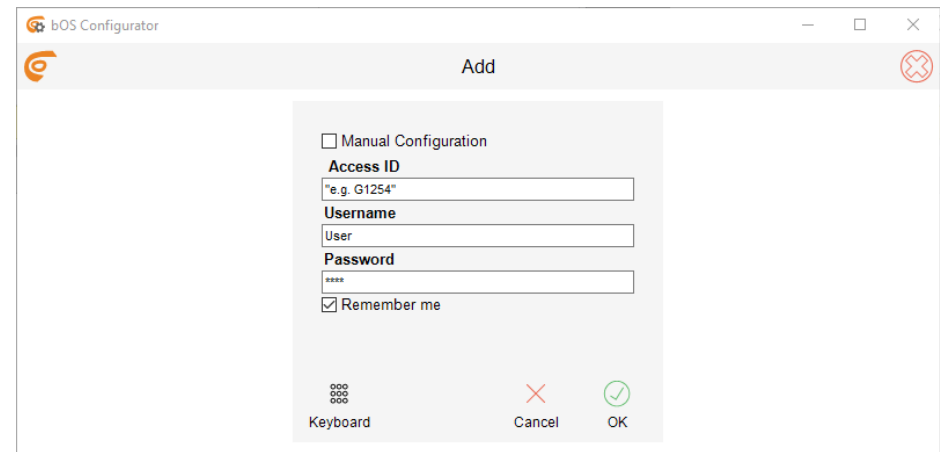 bOS Configurator
Add
Manual Configuration
Access ID
"e.g. G1254"
Username
User
Password
****
Remember me
Keyboard Cancel OK